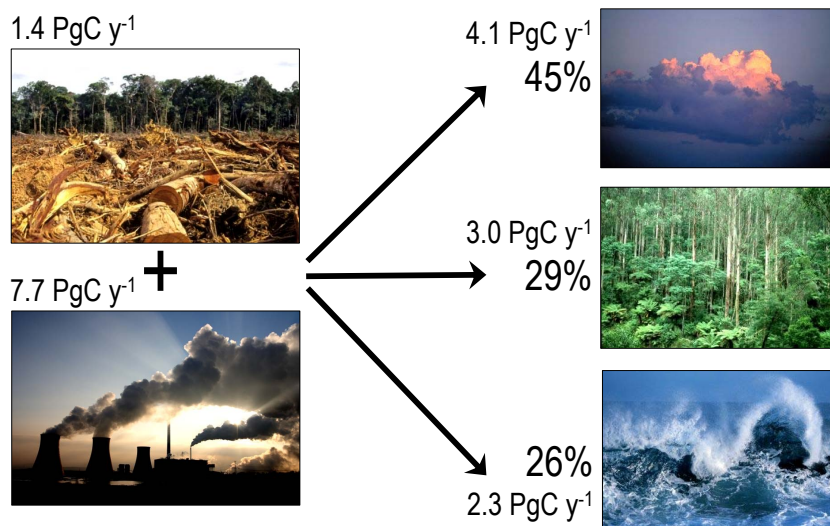 1.4 PgC y⁻¹
+
7.7 PgC y⁻¹
4.1 PgC y⁻¹
45%
3.0 PgC y⁻¹
29%
26%
2.3 PgC y⁻¹